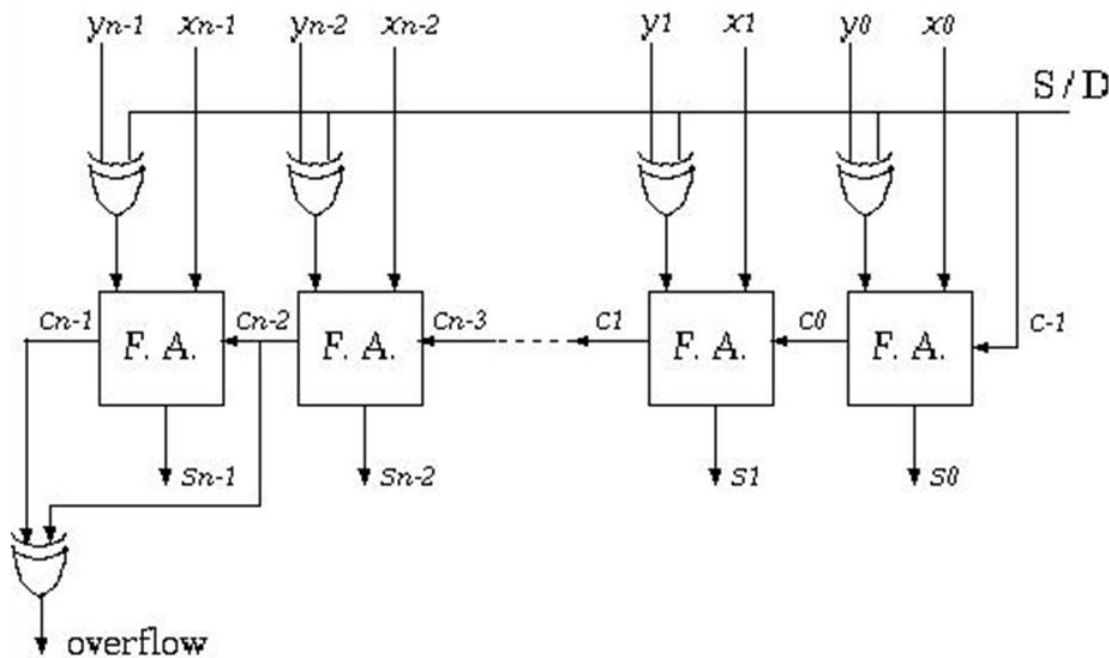 yn-1 xn-1 yn-2 xn-2 y1 x1 y0 x0
S / D
cn-1 F. A. cn-2 F. A. cn-3 c1 F. A. c0 F. A. c-1
sn-1 sn-2 s1 s0
overflow